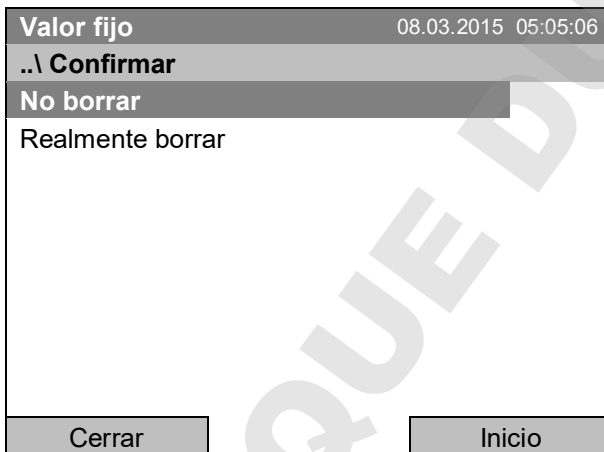 Valor fijo 08.03.2015 05:05:06
..\ Confirmar
No borrar
Realmente borrar
Cerrar Inicio